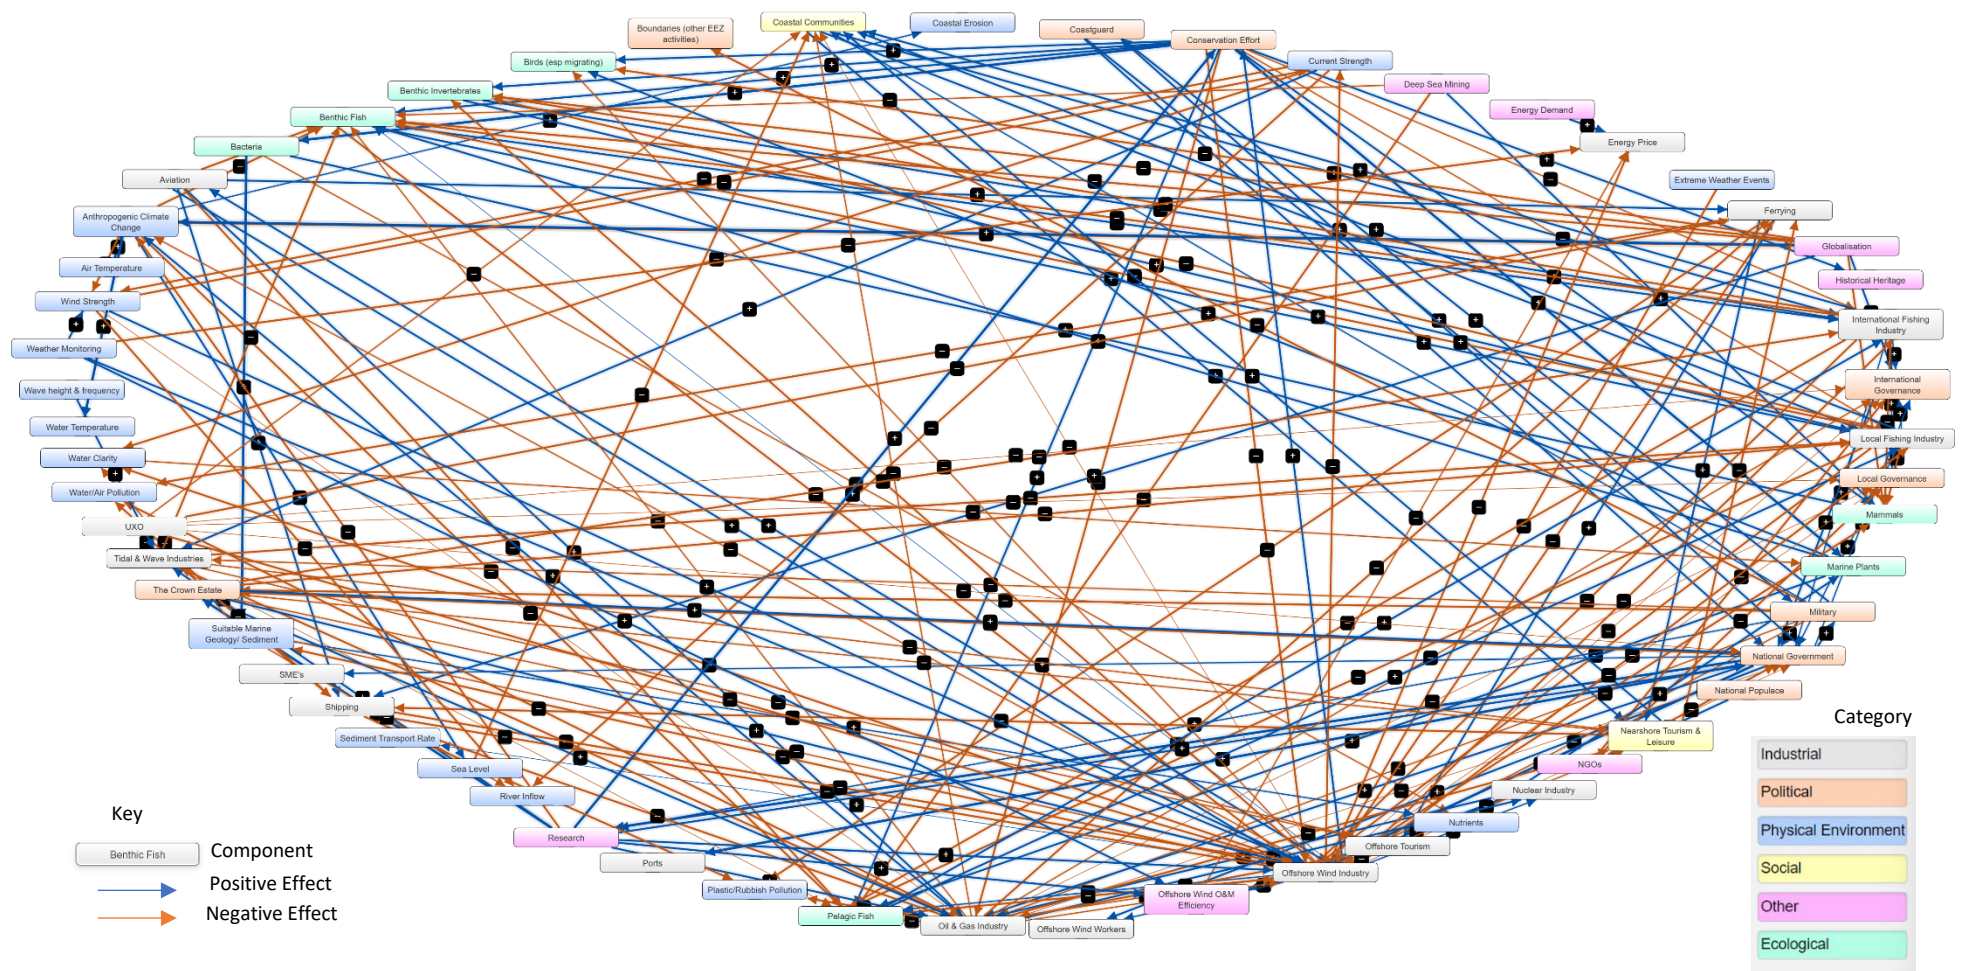 Boundaries (other EEZ
activities)
Coastal Communities
Coastal Erosion
Coastguard
Conservation Effort
Current Strength
Deep Sea Mining
Energy Demand
Energy Price
Extreme Weather Events
Ferrying
Globalisation
Historical Heritage
International Fishing
Industry
International
Governance
Local Fishing Industry
Local Governance
Mammals
Marine Plants
Military
National Government
National Populace
Nearshore Tourism &
Leisure
NGOs
Nuclear Industry
Nutrients
Offshore Tourism
Offshore Wind Industry
Offshore Wind O&M
Efficiency
Offshore Wind Workers
Oil & Gas Industry
Pelagic Fish
Plastic/Rubbish Pollution
Ports
Research
River Inflow
Sea Level
Sediment Transport Rate
Shipping
SME's
Suitable Marine
Geology/ Sediment
The Crown Estate
Tidal & Wave Industries
UXO
Water/Air Pollution
Water Clarity
Water Temperature
Wave height & frequency
Weather Monitoring
Wind Strength
Air Temperature
Anthropogenic Climate
Change
Aviation
Bacteria
Benthic Fish
Benthic Invertebrates
Birds (esp migrating)
Key
Benthic Fish
Component
Positive Effect
Negative Effect
Category
Industrial
Political
Physical Environment
Social
Other
Ecological